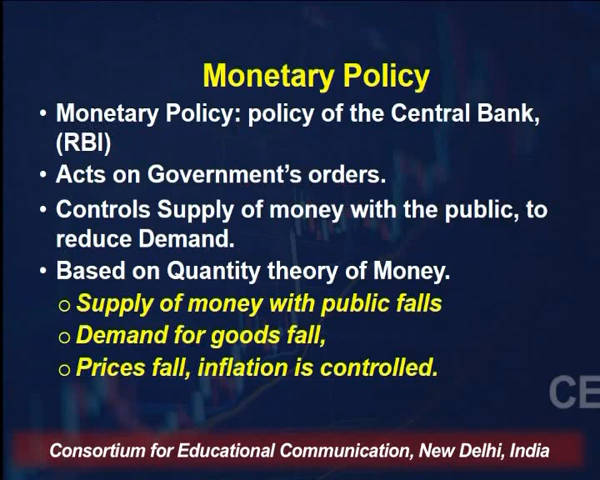 Monetary Policy
• Monetary Policy: policy of the Central Bank,
(RBI)
• Acts on Government's orders.
• Controls Supply of money with the public, to
reduce Demand.
• Based on Quantity theory of Money.
o Supply of money with public falls
o Demand for goods fall,
o Prices fall, inflation is controlled.
CE
Consortium for Educational Communication, New Delhi, India